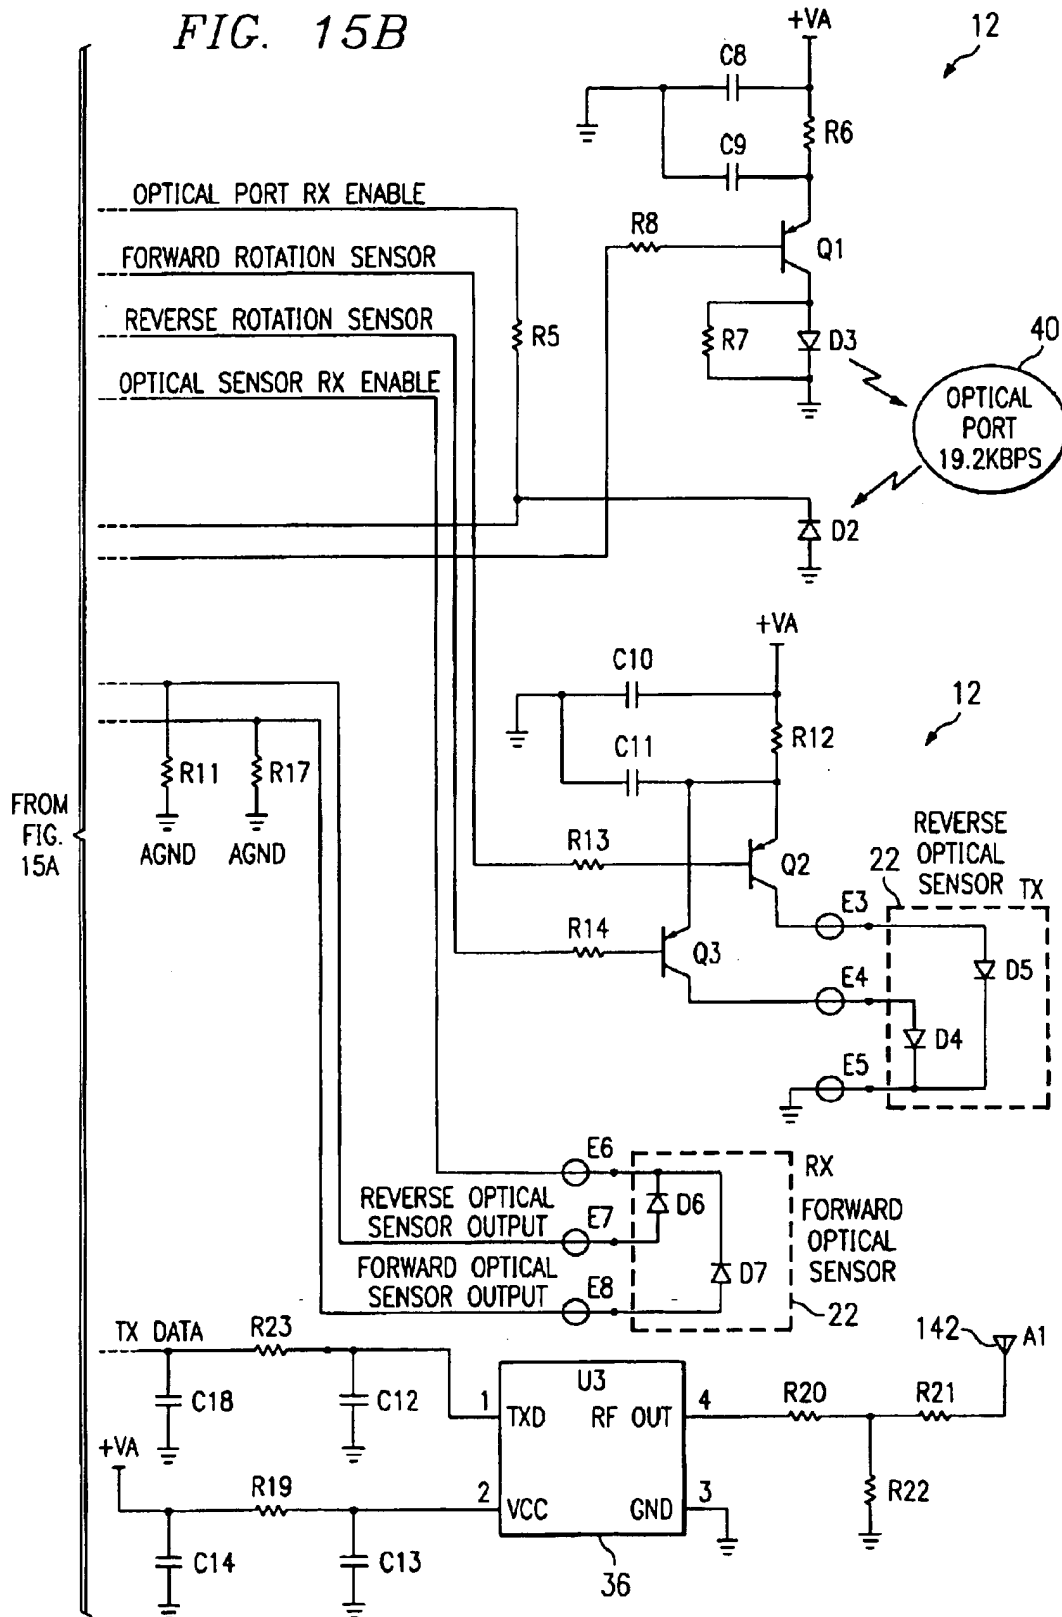 FIG. 15B
+VA
12
C8
R6
C9
OPTICAL PORT RX ENABLE
R8
Q1
FORWARD ROTATION SENSOR
REVERSE ROTATION SENSOR
R5
R7
D3
40
OPTICAL SENSOR RX ENABLE
OPTICAL
PORT
19.2KBPS
D2
+VA
C10
12
R12
C11
R11
R17
FROM
FIG.
15A
AGND
AGND
REVERSE
OPTICAL
SENSOR
R13
Q2
22
TX
E3
R14
Q3
D5
E4
D4
E5
E6
RX
REVERSE OPTICAL
SENSOR OUTPUT
E7
D6
FORWARD
OPTICAL
SENSOR
FORWARD OPTICAL
SENSOR OUTPUT
E8
D7
22
TX DATA
R23
142
A1
U3
C18
C12
1
TXD
RF OUT
4
R20
R21
+VA
R19
2
VCC
GND
3
R22
C14
C13
36